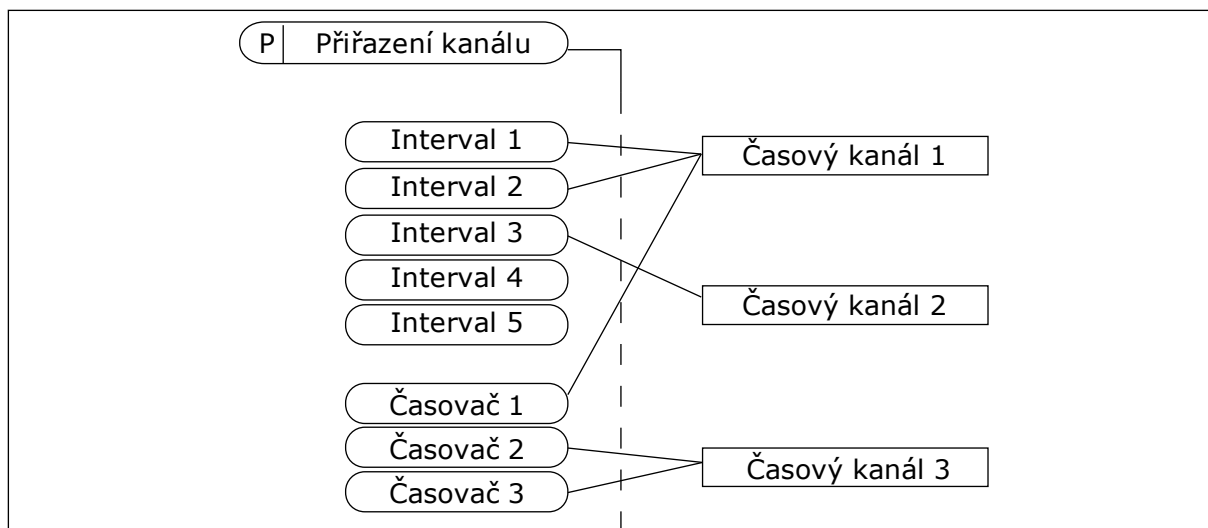 P Přiřazení kanálu
Interval 1
Interval 2
Interval 3
Interval 4
Interval 5
Časovač 1
Časovač 2
Časovač 3
Časový kanál 1
Časový kanál 2
Časový kanál 3